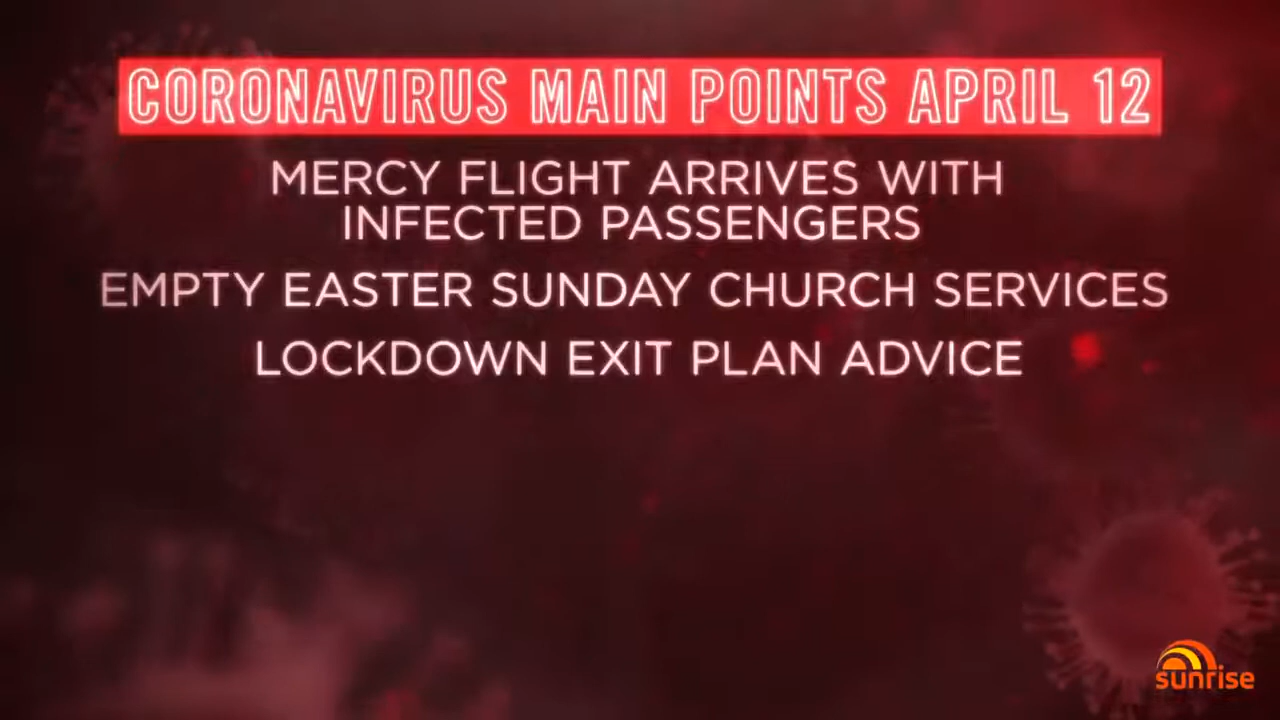 CORONAVIRUS MAIN POINTS APRIL 12
MERCY FLIGHT ARRIVES WITH
INFECTED PASSENGERS
EMPTY EASTER SUNDAY CHURCH SERVICES
LOCKDOWN EXIT PLAN ADVICE
sunrise